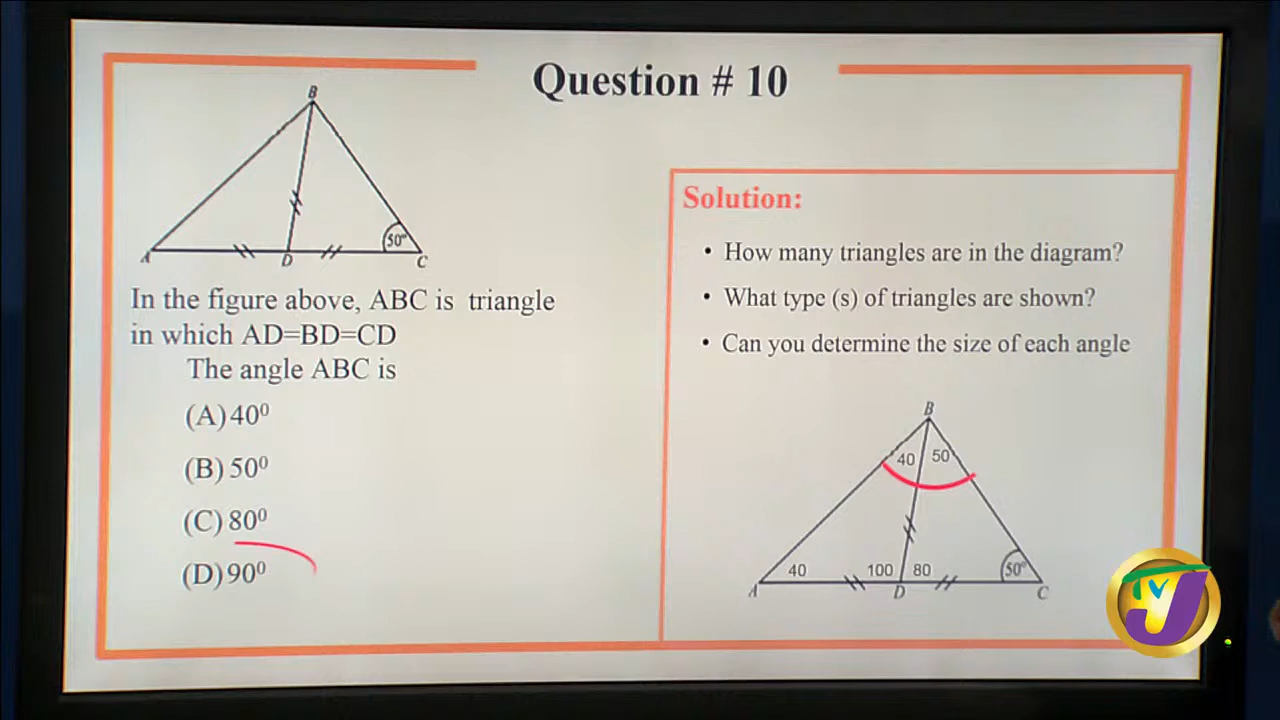 Question # 10
B
50°
A
D
C
In the figure above, ABC is triangle
in which AD=BD=CD
The angle ABC is
(A) 40⁰
(B) 50⁰
(C) 80⁰
(D) 90⁰
Solution:
• How many triangles are in the diagram?
• What type (s) of triangles are shown?
• Can you determine the size of each angle
B
40
50
40
100
80
50°
A
D
C
TVJ